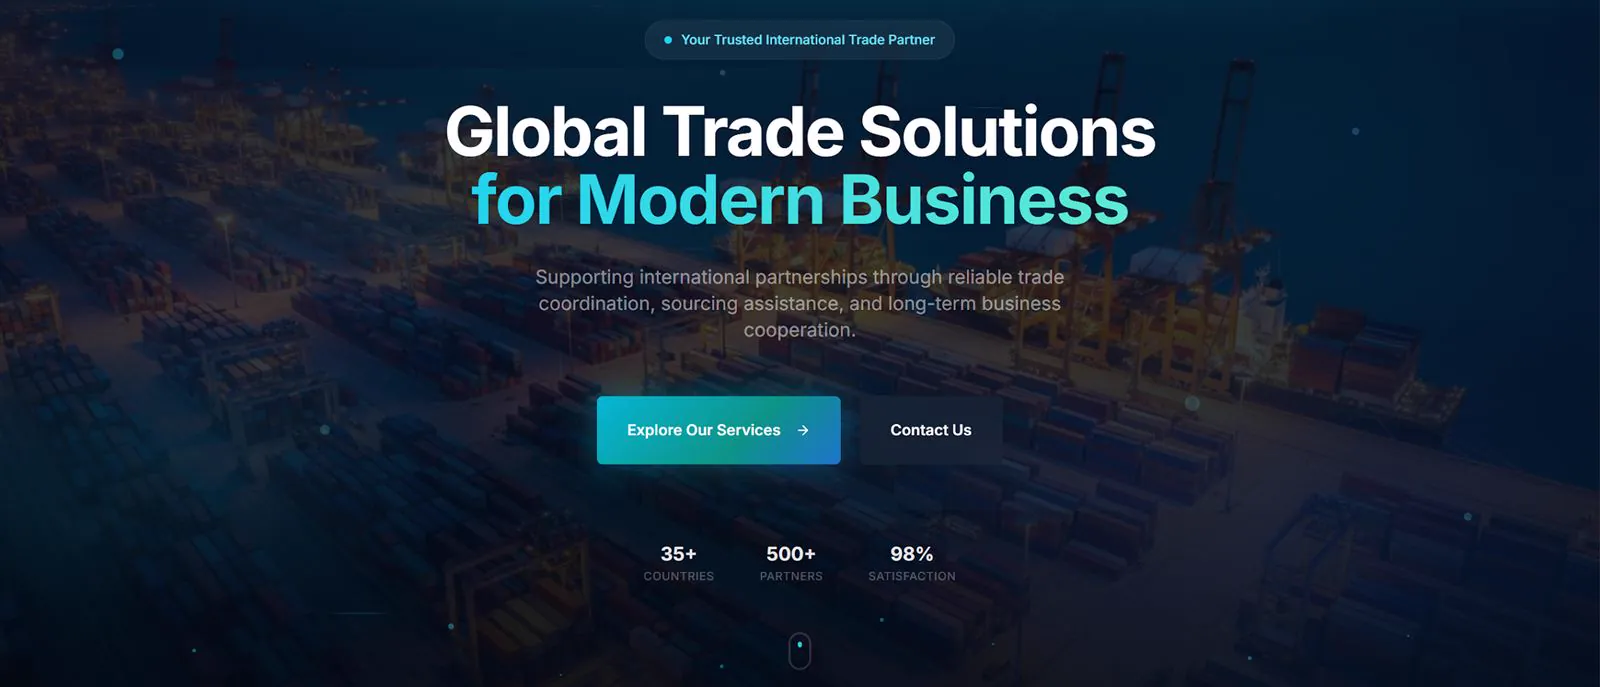 Your Trusted International Trade Partner
Global Trade Solutions
for Modern Business
Supporting international partnerships through reliable trade
coordination, sourcing assistance, and long-term business
cooperation.
Explore Our Services →
Contact Us
35+
COUNTRIES
500+
PARTNERS
98%
SATISFACTION